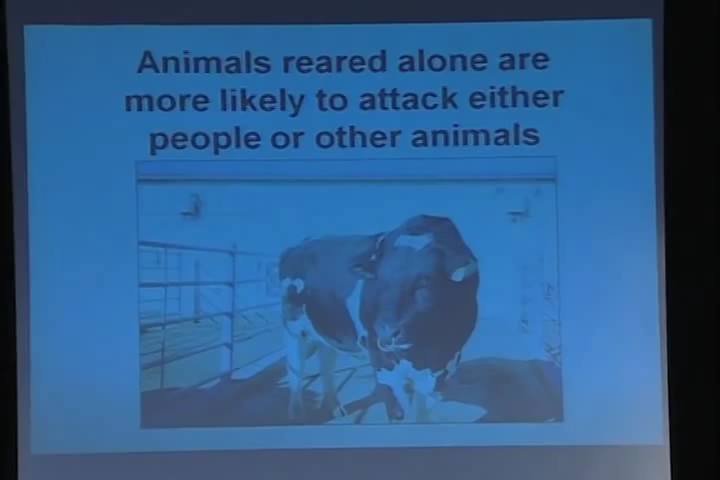 Animals reared alone are
more likely to attack either
people or other animals